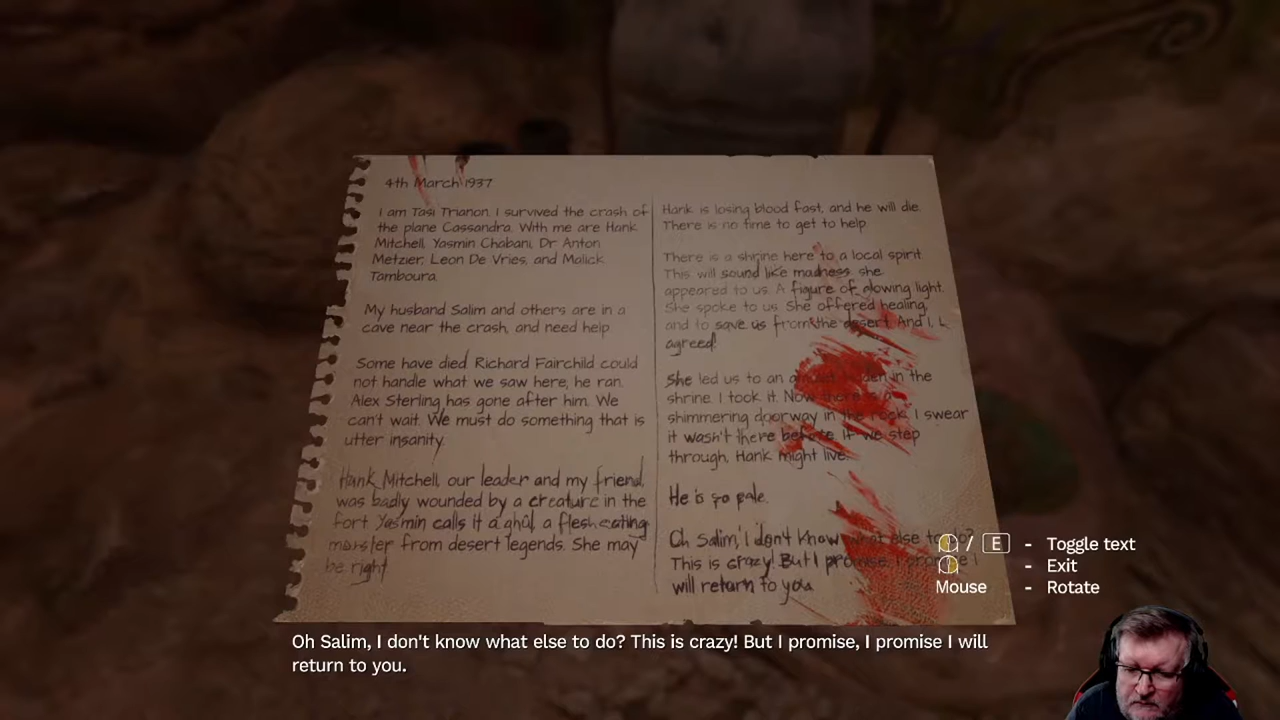 4th March 1937
I am Tasi Trianon. I survived the crash of
the plane Cassandra. With me are Hank
Mitchell, Yasmin Chabani, Dr Anton
Metzier, Leon De Vries, and Malick
Tamboura.
My husband Salim and others are in a
cave near the crash, and need help
Some have died. Richard Fairchild could
not handle what we saw here, he ran.
Alex Sterling has gone after him. We
can't wait. We must do something that is
utter insanity.
Hank Mitchell, our leader and my friend,
was badly wounded by a creature in the
fort. Yasmin calls it a ghul, a flesh-eating
monster from desert legends. She may
be right
Hank is losing blood fast, and he will die.
There is no time to get to help.
There is a shrine here to a local spirit.
This will sound like madness she
appeared to us. A figure of glowing light.
She spoke to us. She offered healing,
and to save us from the desert. And I, I,
agreed!
She led us to an amulet hidden in the
shrine. I took it. Now there is a
shimmering doorway in the rock. I swear
it wasn't there before. If we step
through, Hank might live.
He is so pale.
Oh Salim, I don't know what else to do?
This is crazy! But I promise, I promise I
will return to you.
/ E - Toggle text
- Exit
Mouse - Rotate
Oh Salim, I don't know what else to do? This is crazy! But I promise, I promise I will
return to you.